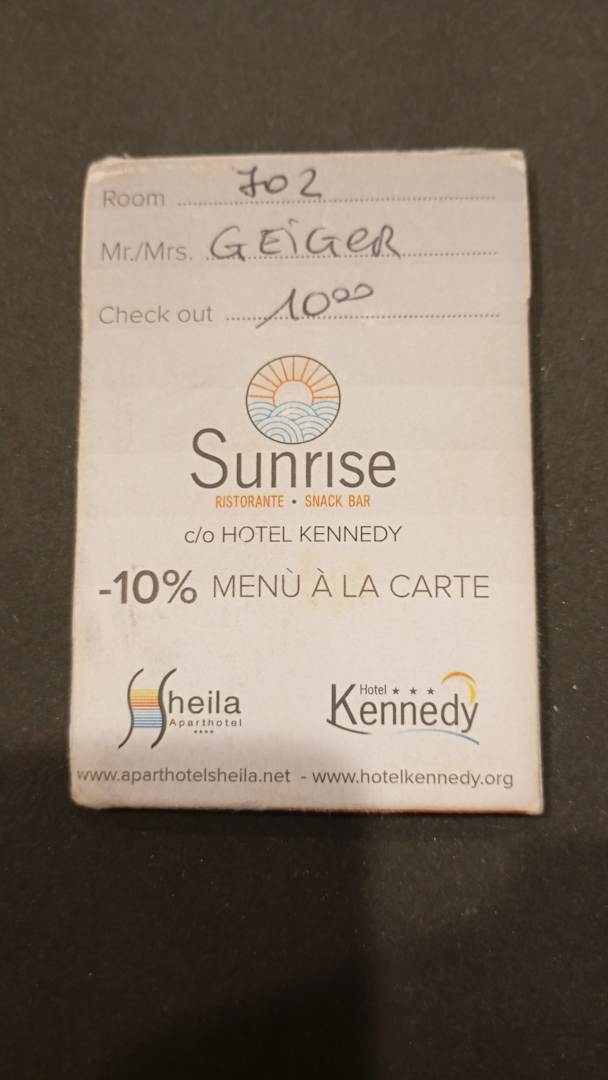 Room 702
Mr./Mrs. GEiGER
Check out 10⁰⁰
Sunrise
RISTORANTE • SNACK BAR
c/o HOTEL KENNEDY
-10% MENÙ À LA CARTE
Sheila
Aparthotel
★★★★
Hotel ★ ★ ★
Kennedy
www.aparthotelsheila.net - www.hotelkennedy.org